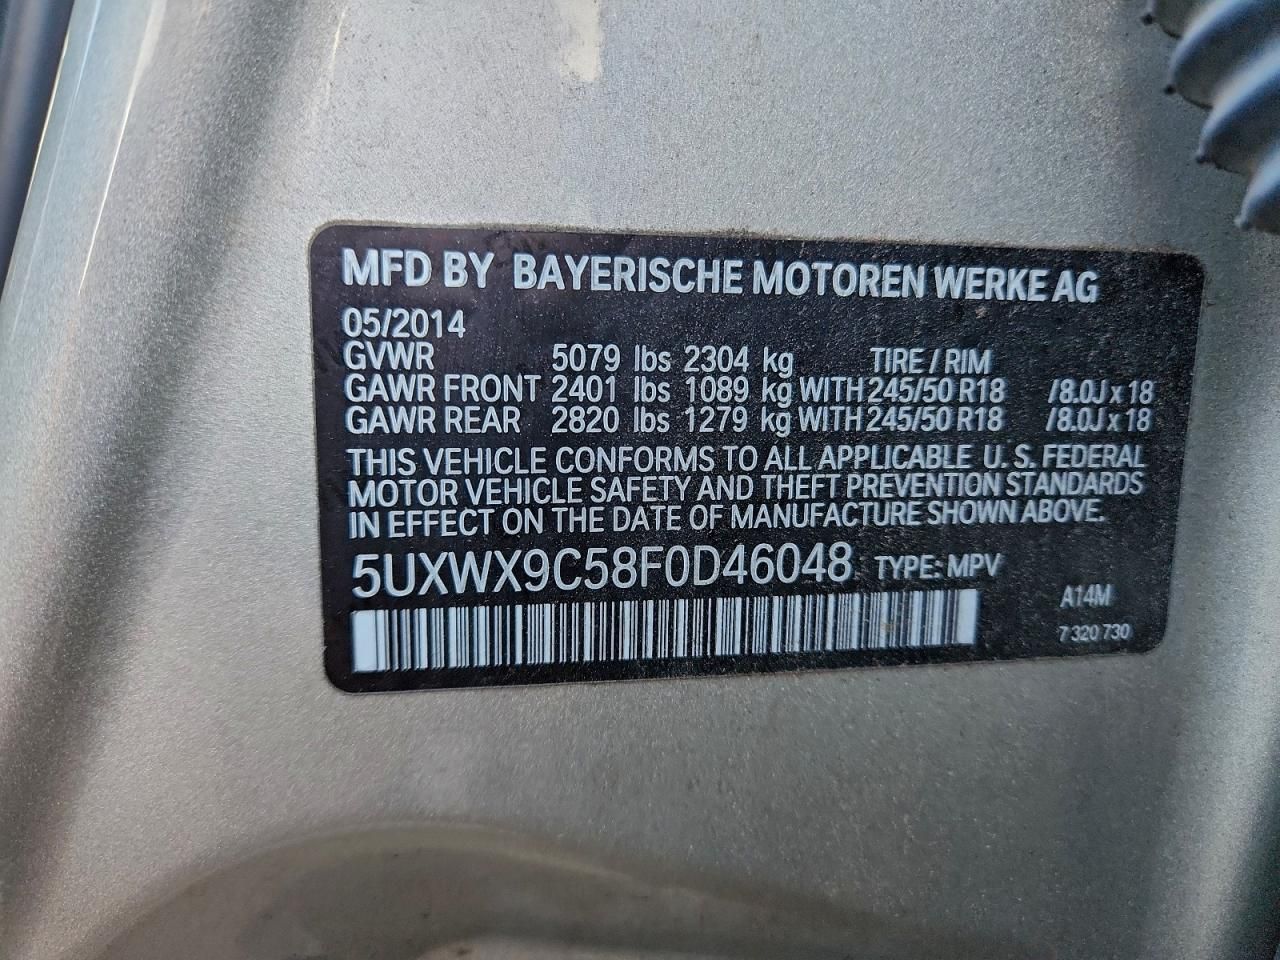 MFD BY BAYERISCHE MOTOREN WERKE AG
05/2014
GVWR 5079 lbs 2304 kg TIRE / RIM
GAWR FRONT 2401 lbs 1089 kg WITH 245/50 R18 /8.0J x 18
GAWR REAR 2820 lbs 1279 kg WITH 245/50 R18 /8.0J x 18
THIS VEHICLE CONFORMS TO ALL APPLICABLE U. S. FEDERAL
MOTOR VEHICLE SAFETY AND THEFT PREVENTION STANDARDS
IN EFFECT ON THE DATE OF MANUFACTURE SHOWN ABOVE.
5UXWX9C58F0D46048 TYPE: MPV
A14M
7 320 730